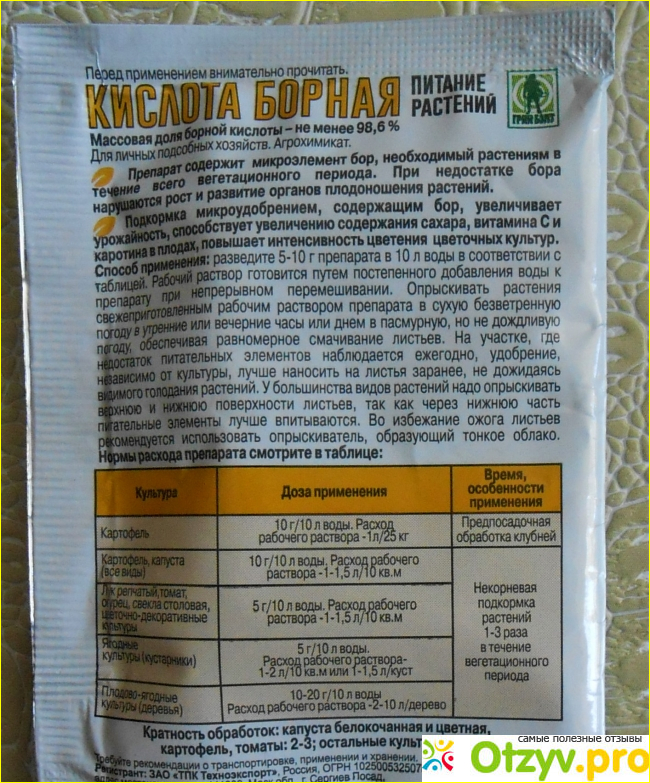 Перед применением внимательно прочитать.
КИСЛОТА БОРНАЯ
ПИТАНИЕ
РАСТЕНИЙ
ГРИН БЭЛТ
Массовая доля борной кислоты – не менее 98,6 %
Для личных подсобных хозяйств. Агрохимикат.
Препарат содержит микроэлемент бор, необходимый растениям в
течение всего вегетационного периода. При недостатке бора
нарушаются рост и развитие органов плодоношения растений.
Подкормка микроудобрением, содержащим бор, увеличивает
урожайность, способствует увеличению содержания сахара, витамина С и
каротина в плодах, повышает интенсивность цветения цветочных культур.
Способ применения: разведите 5-10 г препарата в 10 л воды в соответствии с
таблицей. Рабочий раствор готовится путем постепенного добавления воды к
препарату при непрерывном перемешивании. Опрыскивать растения
свежеприготовленным рабочим раствором препарата в сухую безветренную
погоду в утренние или вечерние часы или днем в пасмурную, но не дождливую
погоду, обеспечивая равномерное смачивание листьев. На участке, где
недостаток питательных элементов наблюдается ежегодно, удобрение,
независимо от культуры, лучше наносить на листья заранее, не дожидаясь
видимого голодания растений. У большинства видов растений надо опрыскивать
верхнюю и нижнюю поверхности листьев, так как через нижнюю часть
питательные элементы лучше впитываются. Во избежание ожога листьев
рекомендуется использовать опрыскиватель, образующий тонкое облако.
Нормы расхода препарата смотрите в таблице:
Культура
Доза применения
Время,
особенности
применения
Картофель
10 г/10 л воды. Расход
рабочего раствора -1л/25 кг
Предпосадочная
обработка клубней
Картофель, капуста
(все виды)
10 г/10 л воды. Расход рабочего
раствора -1-1,5 л/10 кв.м
Лук репчатый, томат,
огурец, свекла столовая,
цветочно-декоративные
культуры
5 г/10 л воды. Расход рабочего
раствора -1-1,5 л/10 кв.м
Некорневая
подкормка
растений
1-3 раза
в течение
вегетационного
периода
Ягодные
культуры (кустарники)
5 г/10 л воды.
Расход рабочего раствора-
1-2 л/10 кв.м или 1-1,5 л/куст
Плодово-ягодные
культуры (деревья)
10-20 г/10 л воды
Расход рабочего раствора -2-10 л/дерево
Кратность обработок: капуста белокочанная и цветная,
картофель, томаты: 2-3; остальные
Требуйте рекомендации о транспортировке, применении и хранении.
Регистрант: ЗАО «ТПК Техноэкспорт», Россия, ОГРН
г. Сергиев Посад,
самые полезные отзывы
Otzyv.pro